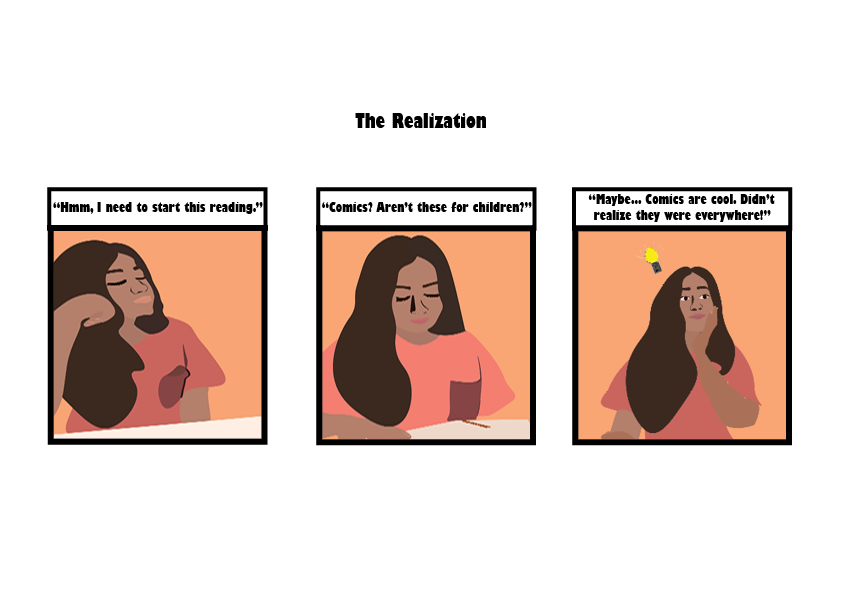 The Realization
“Hmm, I need to start this reading.”
“Comics? Aren’t these for children?”
“Maybe... Comics are cool. Didn’t
realize they were everywhere!”